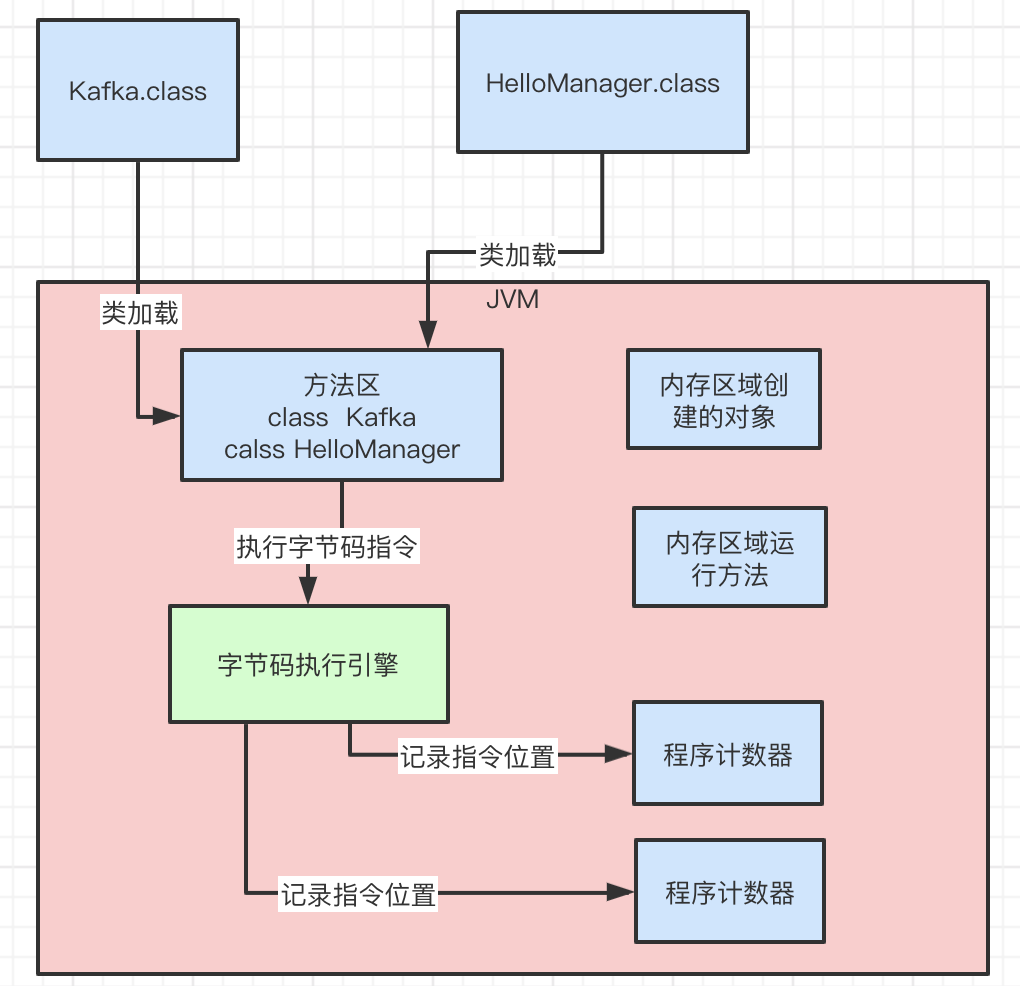 Kafka.class
HelloManager.class
类加载
JVM
类加载
方法区
class Kafka
calss HelloManager
内存区域创
建的对象
执行字节码指令
内存区域运
行方法
字节码执行引擎
记录指令位置
程序计数器
记录指令位置
程序计数器